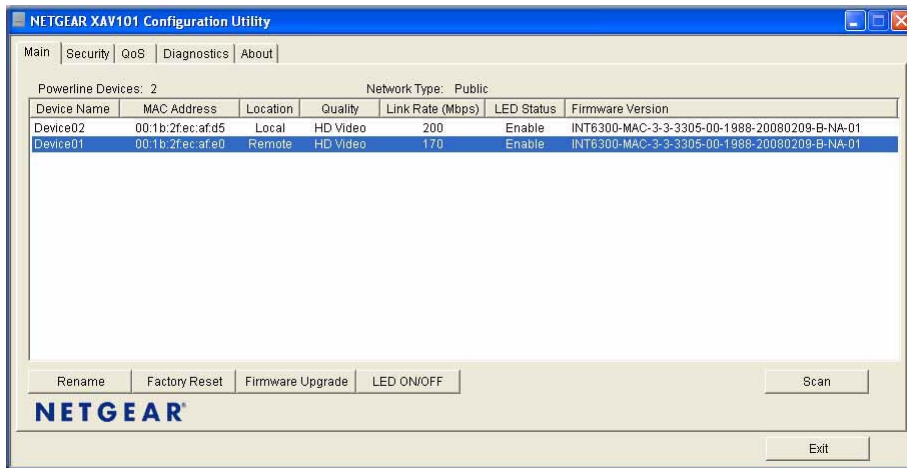 NETGEAR XAV101 Configuration Utility
Main Security QoS Diagnostics About
Powerline Devices: 2 Network Type: Public
Device Name MAC Address Location Quality Link Rate (Mbps) LED Status Firmware Version
Device02 00:1b:2f:ec:af:d5 Local HD Video 200 Enable INT6300-MAC-3-3-3305-00-1988-20080209-B-NA-01
Device01 00:1b:2f:ec:af:e0 Remote HD Video 170 Enable INT6300-MAC-3-3-3305-00-1988-20080209-B-NA-01
Rename Factory Reset Firmware Upgrade LED ON/OFF Scan
NETGEAR®
Exit